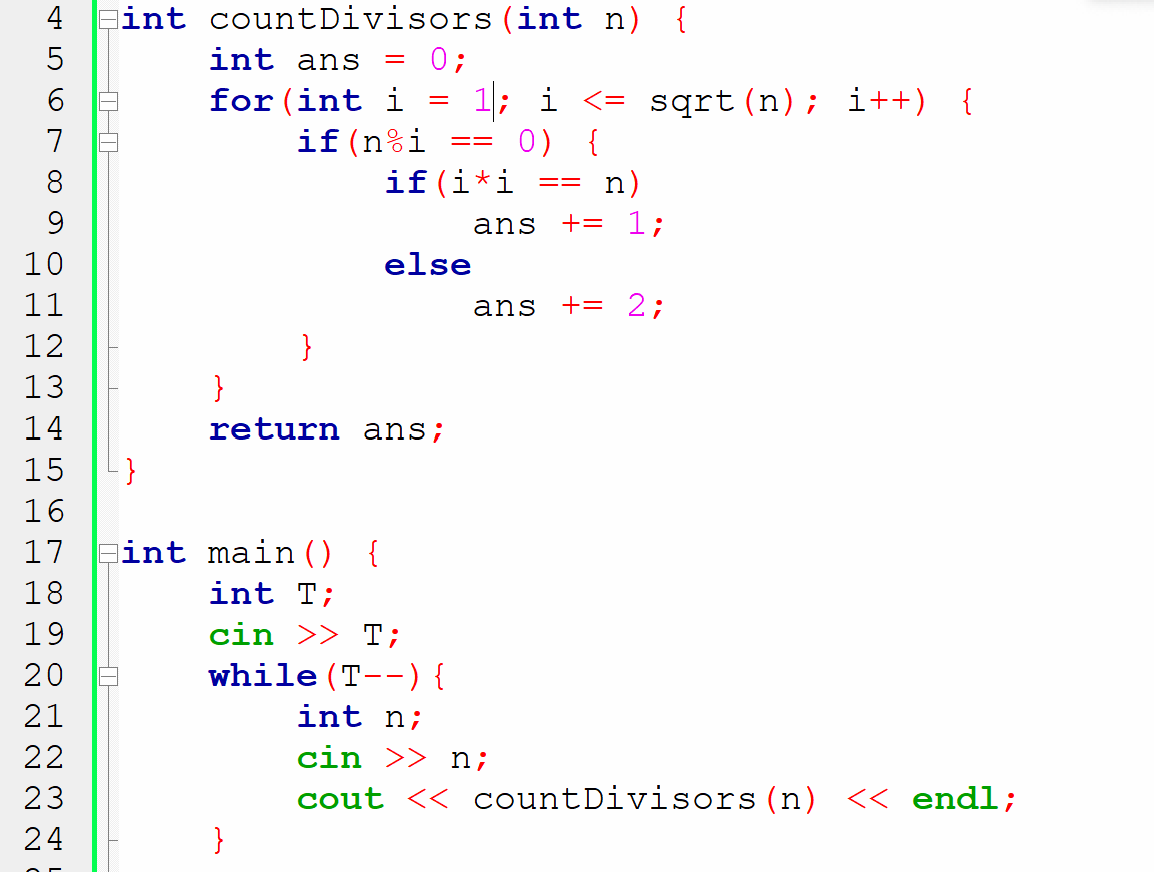 4 int countDivisors(int n) {
5     int ans = 0;
6     for(int i = 1; i <= sqrt(n); i++) {
7         if(n%i == 0) {
8             if(i*i == n)
9                 ans += 1;
10             else
11                 ans += 2;
12         }
13     }
14     return ans;
15 }
16
17 int main() {
18     int T;
19     cin >> T;
20     while(T--){
21         int n;
22         cin >> n;
23         cout << countDivisors(n) << endl;
24     }